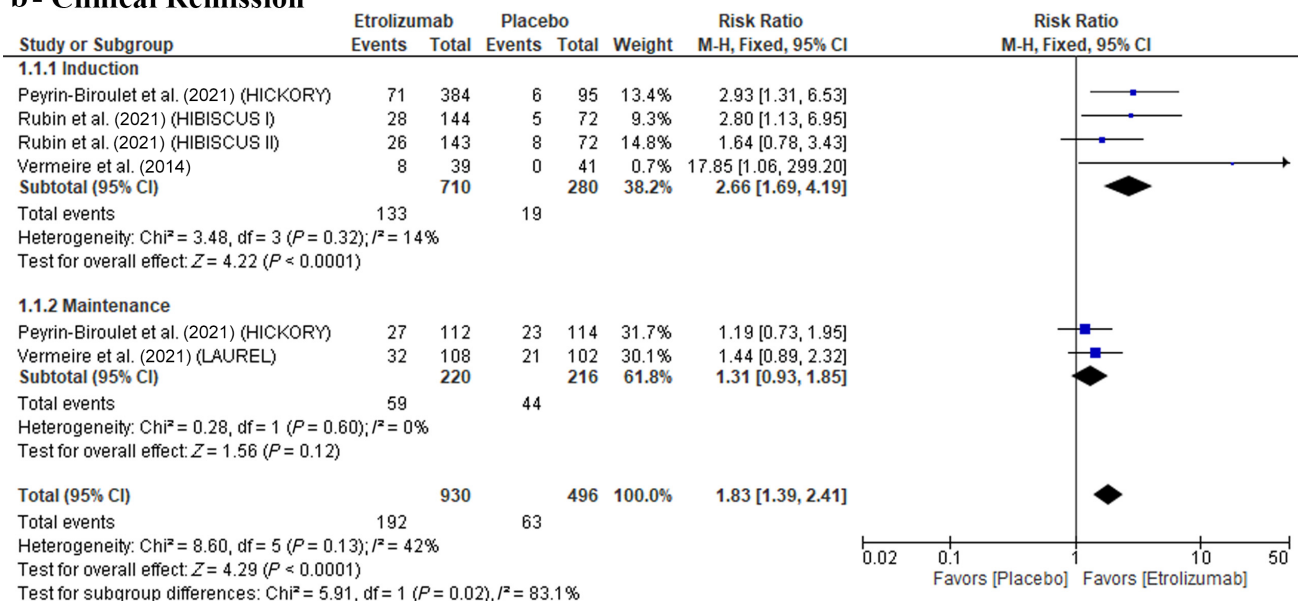 b - Clinical Remission
Etrolizumab Placebo Risk Ratio Risk Ratio
Study or Subgroup Events Total Events Total Weight M-H, Fixed, 95% CI M-H, Fixed, 95% CI
1.1.1 Induction
Peyrin-Biroulet et al. (2021) (HICKORY) 71 384 6 95 13.4% 2.93 [1.31, 6.53]
Rubin et al. (2021) (HIBISCUS I) 28 144 5 72 9.3% 2.80 [1.13, 6.95]
Rubin et al. (2021) (HIBISCUS II) 26 143 8 72 14.8% 1.64 [0.78, 3.43]
Vermeire et al. (2014) 8 39 0 41 0.7% 17.85 [1.06, 299.20]
Subtotal (95% CI) 710 280 38.2% 2.66 [1.69, 4.19]
Total events 133 19
Heterogeneity: Chi² = 3.48, df = 3 (P = 0.32); I² = 14%
Test for overall effect: Z = 4.22 (P < 0.0001)
1.1.2 Maintenance
Peyrin-Biroulet et al. (2021) (HICKORY) 27 112 23 114 31.7% 1.19 [0.73, 1.95]
Vermeire et al. (2021) (LAUREL) 32 108 21 102 30.1% 1.44 [0.89, 2.32]
Subtotal (95% CI) 220 216 61.8% 1.31 [0.93, 1.85]
Total events 59 44
Heterogeneity: Chi² = 0.28, df = 1 (P = 0.60); I² = 0%
Test for overall effect: Z = 1.56 (P = 0.12)
Total (95% CI) 930 496 100.0% 1.83 [1.39, 2.41]
Total events 192 63
Heterogeneity: Chi² = 8.60, df = 5 (P = 0.13); I² = 42%
Test for overall effect: Z = 4.29 (P < 0.0001)
Test for subgroup differences: Chi² = 5.91, df = 1 (P = 0.02), I² = 83.1%
0.02 0.1 1 10 50
Favors [Placebo] Favors [Etrolizumab]